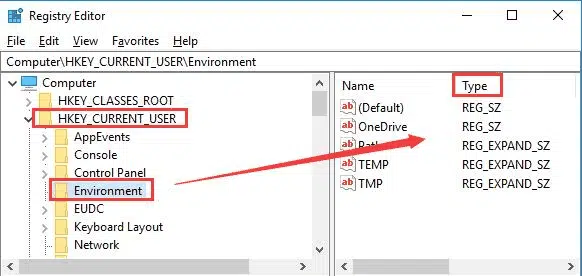 Registry Editor
File Edit View Favorites Help
Computer\HKEY_CURRENT_USER\Environment
Computer
HKEY_CLASSES_ROOT
HKEY_CURRENT_USER
AppEvents
Console
Control Panel
Environment
EUDC
Keyboard Layout
Network
Name Type
(Default) REG_SZ
OneDrive REG_SZ
REG_EXPAND_SZ
TEMP REG_EXPAND_SZ
TMP REG_EXPAND_SZ